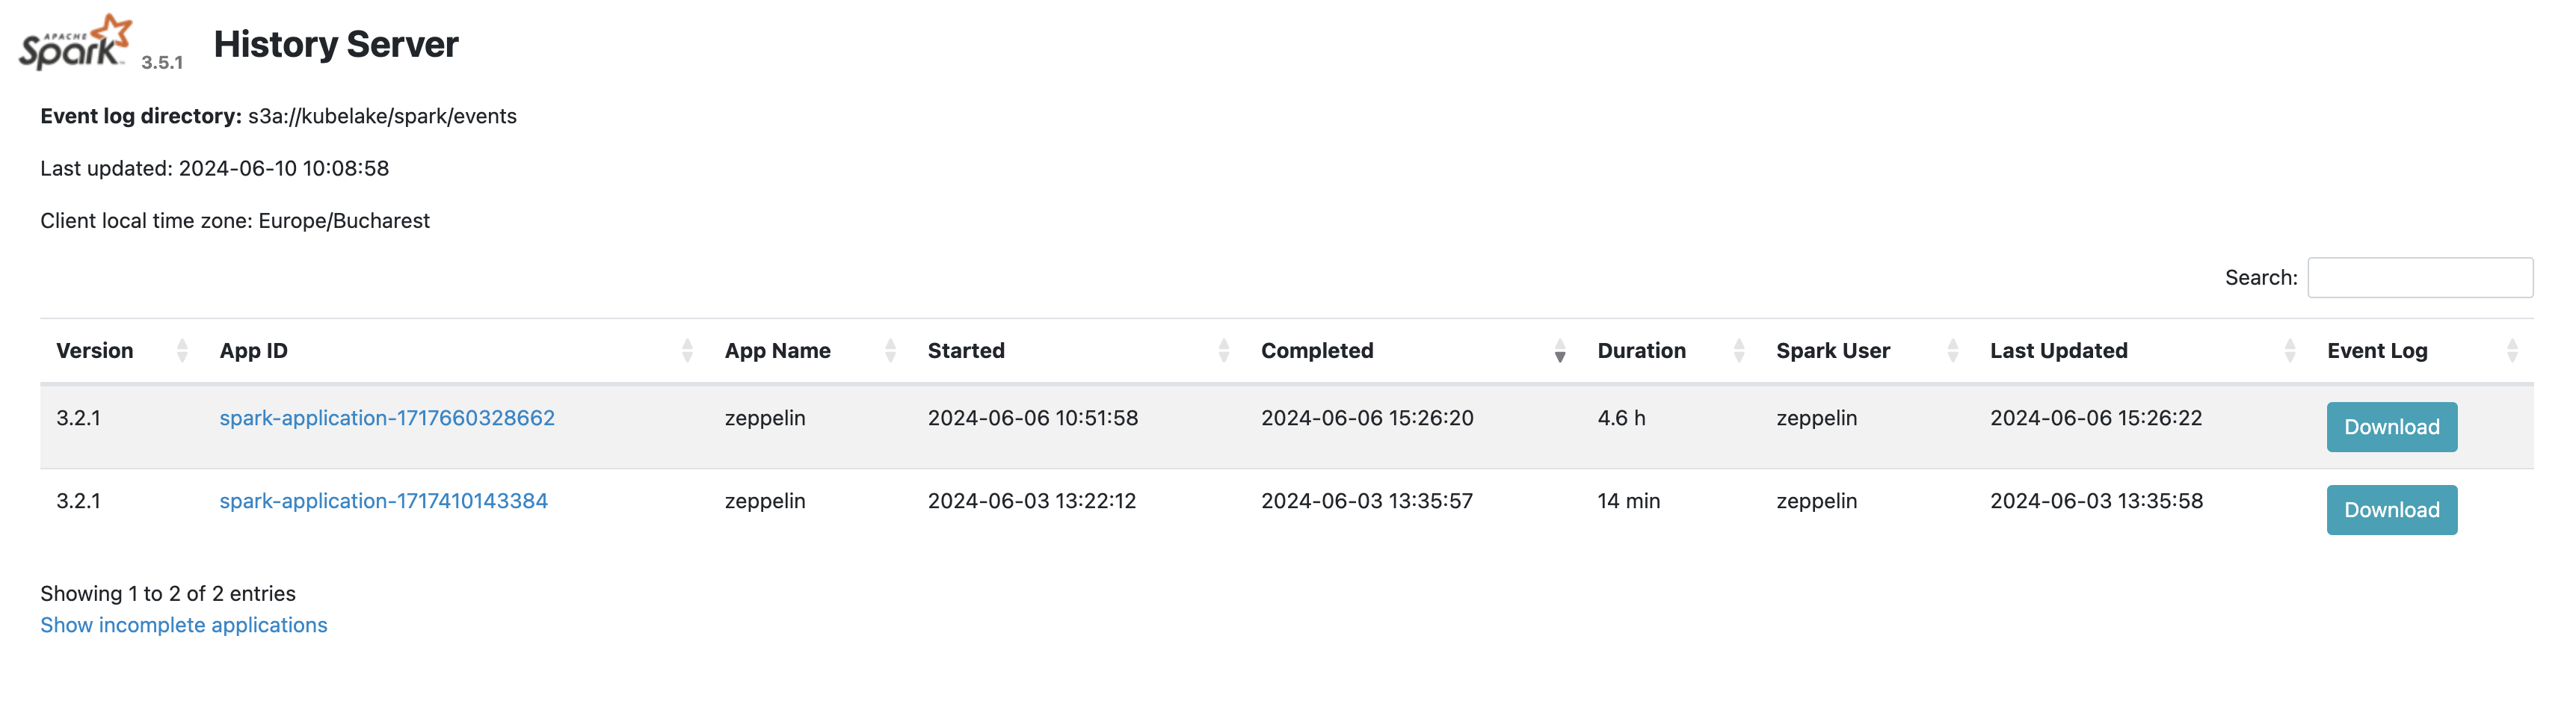 APACHE
Spark 3.5.1 History Server
Event log directory: s3a://kubelake/spark/events
Last updated: 2024-06-10 10:08:58
Client local time zone: Europe/Bucharest
Search:
Version App ID App Name Started Completed Duration Spark User Last Updated Event Log
3.2.1 spark-application-1717660328662 zeppelin 2024-06-06 10:51:58 2024-06-06 15:26:20 4.6 h zeppelin 2024-06-06 15:26:22 Download
3.2.1 spark-application-1717410143384 zeppelin 2024-06-03 13:22:12 2024-06-03 13:35:57 14 min zeppelin 2024-06-03 13:35:58 Download
Showing 1 to 2 of 2 entries
Show incomplete applications